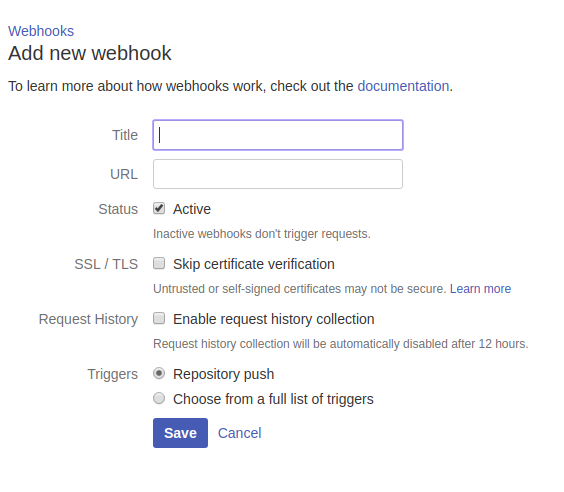 Webhooks
Add new webhook
To learn more about how webhooks work, check out the documentation.
Title
URL
Status Active
Inactive webhooks don't trigger requests.
SSL / TLS Skip certificate verification
Untrusted or self-signed certificates may not be secure. Learn more
Request History Enable request history collection
Request history collection will be automatically disabled after 12 hours.
Triggers Repository push
Choose from a full list of triggers
Save Cancel